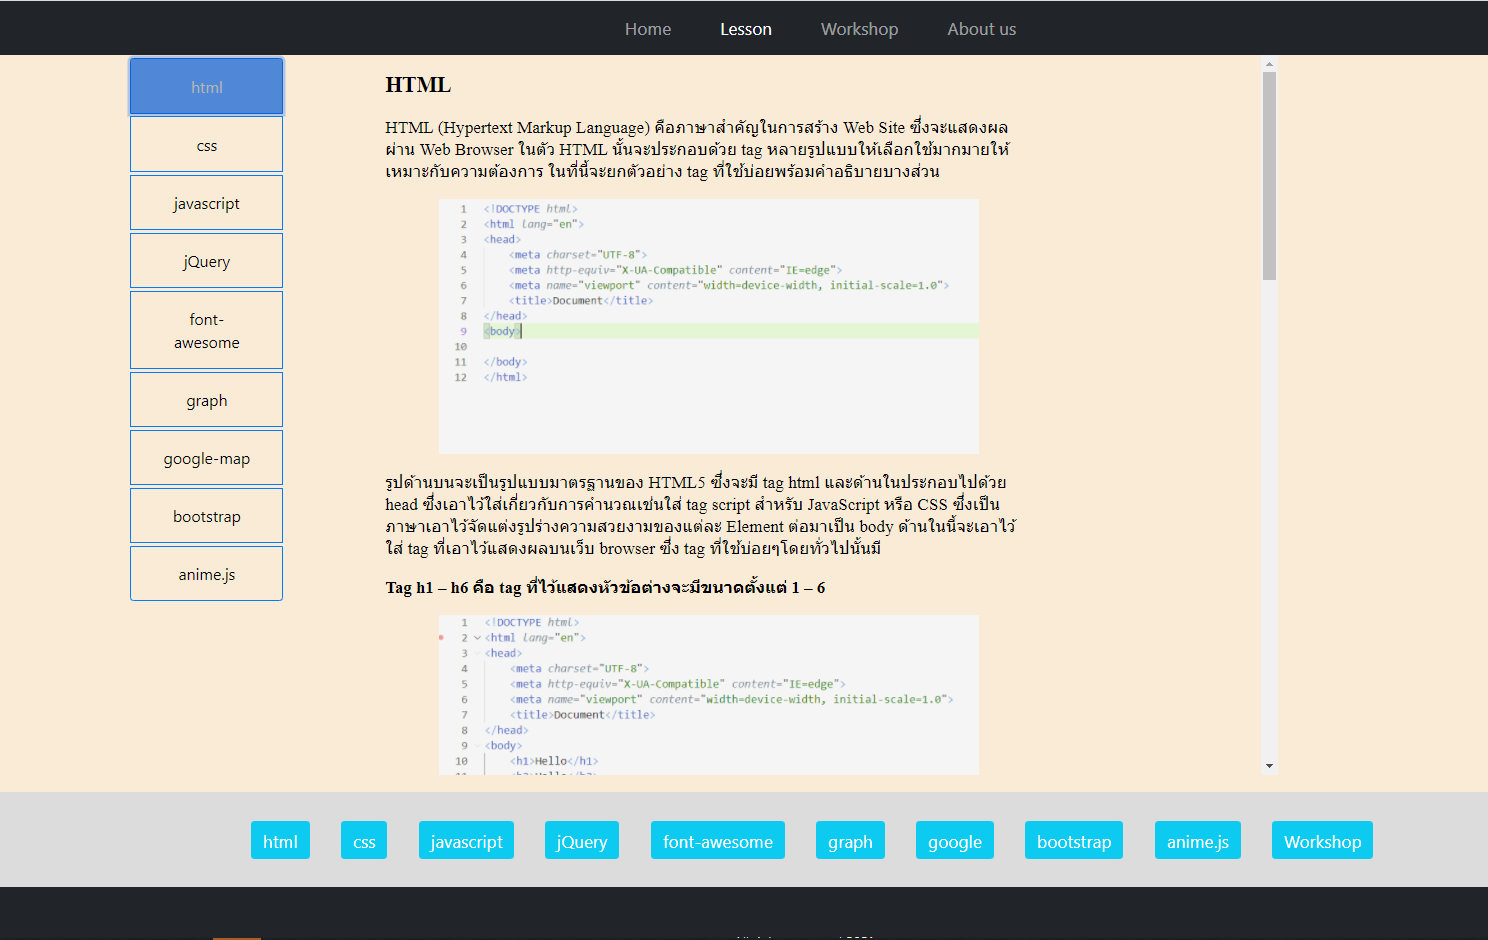 Home Lesson Workshop About us
html
css
javascript
jQuery
font-
awesome
graph
google-map
bootstrap
anime.js
HTML
HTML (Hypertext Markup Language) คือภาษาสำคัญในการสร้าง Web Site ซึ่งจะแสดงผล
ผ่าน Web Browser ในตัว HTML นั้นจะประกอบด้วย tag หลายรูปแบบให้เลือกใช้มากมายให้
เหมาะกับความต้องการ ในที่นี้จะยกตัวอย่าง tag ที่ใช้บ่อยพร้อมคำอธิบายบางส่วน
1 <!DOCTYPE html>
2 <html lang="en">
3 <head>
4 <meta charset="UTF-8">
5 <meta http-equiv="X-UA-Compatible" content="IE=edge">
6 <meta name="viewport" content="width=device-width, initial-scale=1.0">
7 <title>Document</title>
8 </head>
9 <body>
10
11 </body>
12 </html>
รูปด้านบนจะเป็นรูปแบบมาตรฐานของ HTML5 ซึ่งจะมี tag html และด้านในประกอบไปด้วย
head ซึ่งเอาไว้ใส่เกี่ยวกับการคำนวณเช่นใส่ tag script สำหรับ JavaScript หรือ CSS ซึ่งเป็น
ภาษาเอาไว้จัดแต่งรูปร่างความสวยงามของแต่ละ Element ต่อมาเป็น body ด้านในนี้จะเอาไว้
ใส่ tag ที่เอาไว้แสดงผลบนเว็บ browser ซึ่ง tag ที่ใช้บ่อยๆโดยทั่วไปนั้นมี
Tag h1 – h6 คือ tag ที่ไว้แสดงหัวข้อต่างจะมีขนาดตั้งแต่ 1 – 6
1 <!DOCTYPE html>
2 <html lang="en">
3 <head>
4 <meta charset="UTF-8">
5 <meta http-equiv="X-UA-Compatible" content="IE=edge">
6 <meta name="viewport" content="width=device-width, initial-scale=1.0">
7 <title>Document</title>
8 </head>
9 <body>
10 <h1>Hello</h1>
html css javascript jQuery font-awesome graph google bootstrap anime.js Workshop